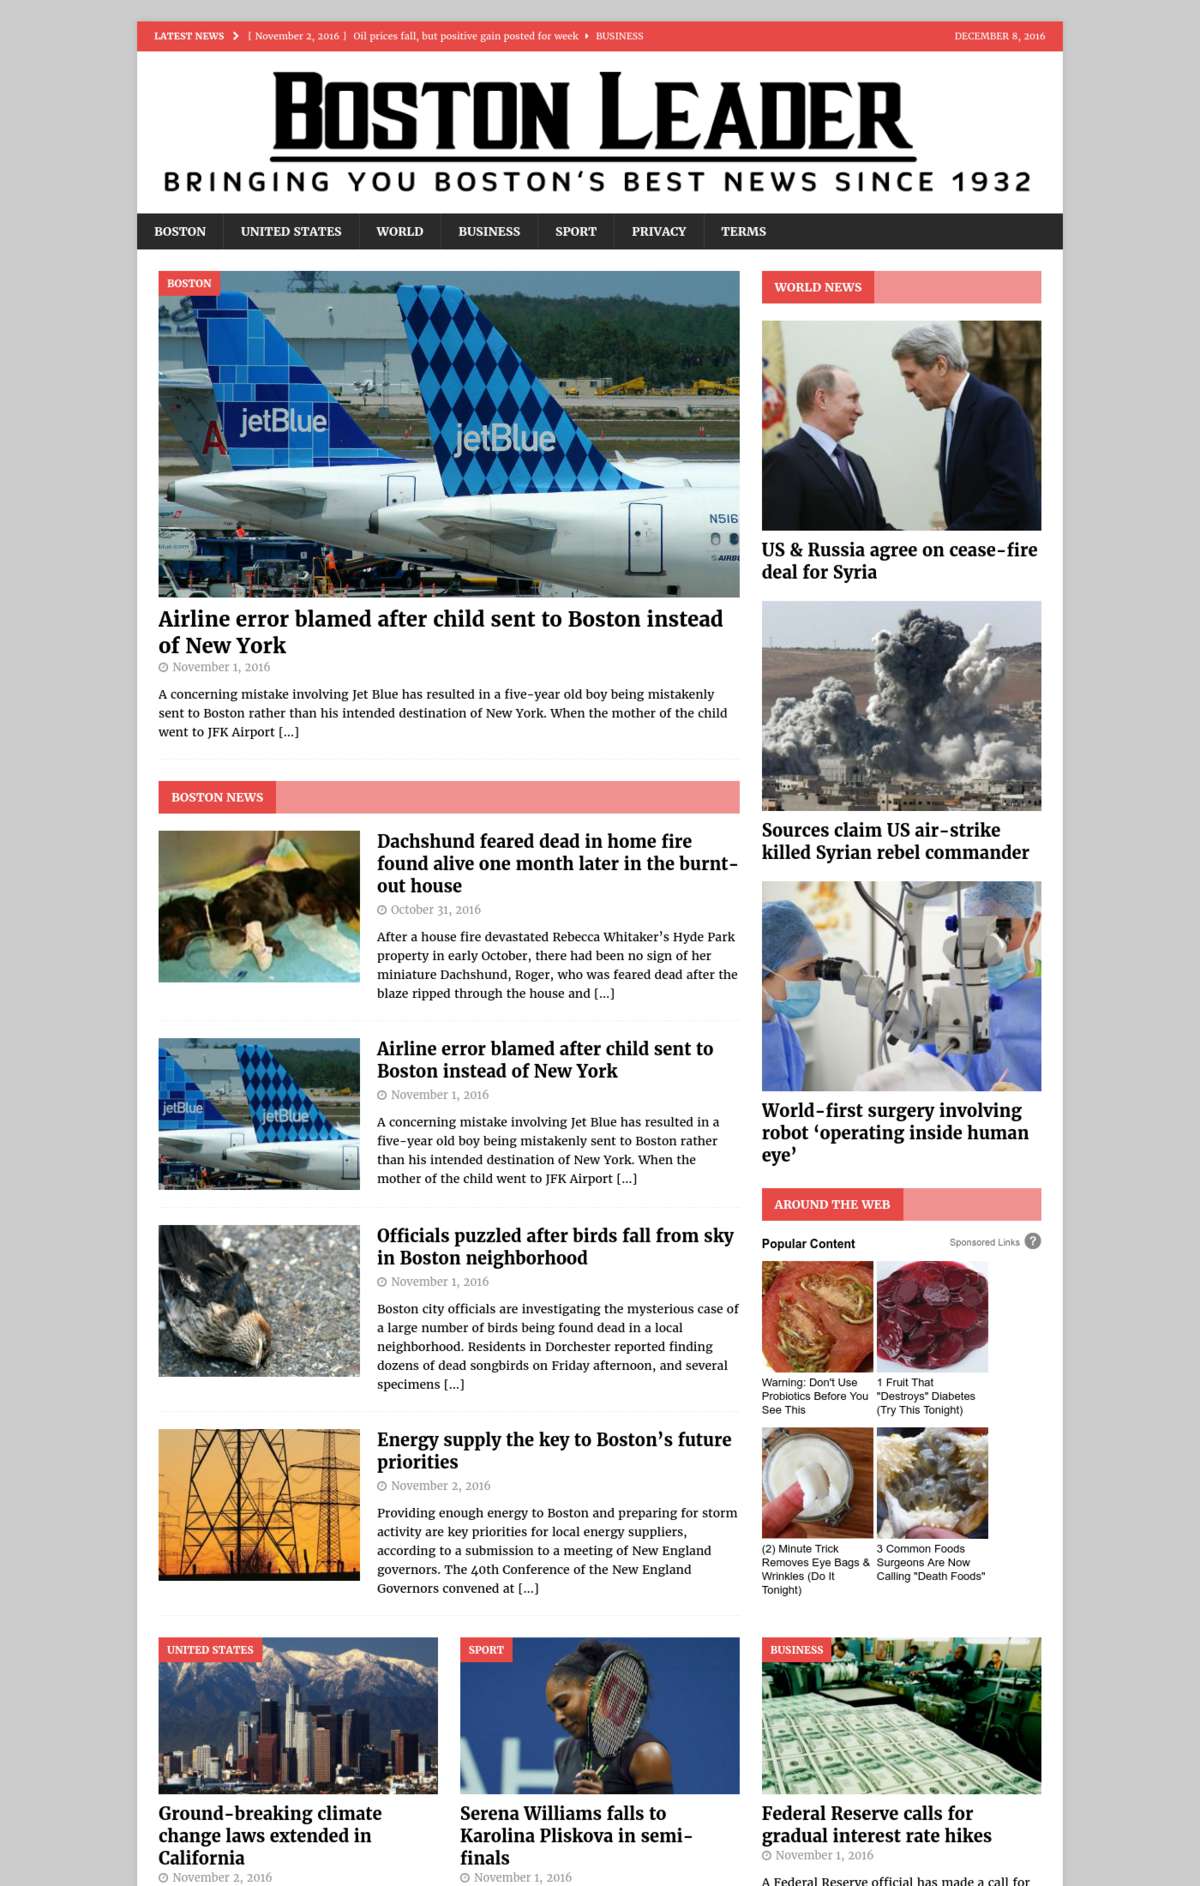 LATEST NEWS [ November 2, 2016 ] Oil prices fall, but positive gain posted for week BUSINESS DECEMBER 8, 2016
BOSTON LEADER
BRINGING YOU BOSTON'S BEST NEWS SINCE 1932
BOSTON UNITED STATES WORLD BUSINESS SPORT PRIVACY TERMS
BOSTON
jetBlue
jetBlue
N516
Airline error blamed after child sent to Boston instead
of New York
November 1, 2016
A concerning mistake involving Jet Blue has resulted in a five-year old boy being mistakenly
sent to Boston rather than his intended destination of New York. When the mother of the child
went to JFK Airport [...]
BOSTON NEWS
Dachshund feared dead in home fire
found alive one month later in the burnt-
out house
October 31, 2016
After a house fire devastated Rebecca Whitaker’s Hyde Park
property in early October, there had been no sign of her
miniature Dachshund, Roger, who was feared dead after the
blaze ripped through the house and [...]
jetBlue
jetBlue
Airline error blamed after child sent to
Boston instead of New York
November 1, 2016
A concerning mistake involving Jet Blue has resulted in a
five-year old boy being mistakenly sent to Boston rather
than his intended destination of New York. When the
mother of the child went to JFK Airport [...]
Officials puzzled after birds fall from sky
in Boston neighborhood
November 1, 2016
Boston city officials are investigating the mysterious case of
a large number of birds being found dead in a local
neighborhood. Residents in Dorchester reported finding
dozens of dead songbirds on Friday afternoon, and several
specimens [...]
Energy supply the key to Boston’s future
priorities
November 2, 2016
Providing enough energy to Boston and preparing for storm
activity are key priorities for local energy suppliers,
according to a submission to a meeting of New England
governors. The 40th Conference of the New England
Governors convened at [...]
WORLD NEWS
US & Russia agree on cease-fire
deal for Syria
Sources claim US air-strike
killed Syrian rebel commander
World-first surgery involving
robot ‘operating inside human
eye’
AROUND THE WEB
Popular Content Sponsored Links ?
Warning: Don't Use
Probiotics Before You
See This
1 Fruit That
"Destroys" Diabetes
(Try This Tonight)
(2) Minute Trick
Removes Eye Bags &
Wrinkles (Do It
Tonight)
3 Common Foods
Surgeons Are Now
Calling "Death Foods"
UNITED STATES
Ground-breaking climate
change laws extended in
California
November 2, 2016
SPORT
Serena Williams falls to
Karolina Pliskova in semi-
finals
November 1, 2016
BUSINESS
Federal Reserve calls for
gradual interest rate hikes
November 1, 2016
A Federal Reserve official has made a call for